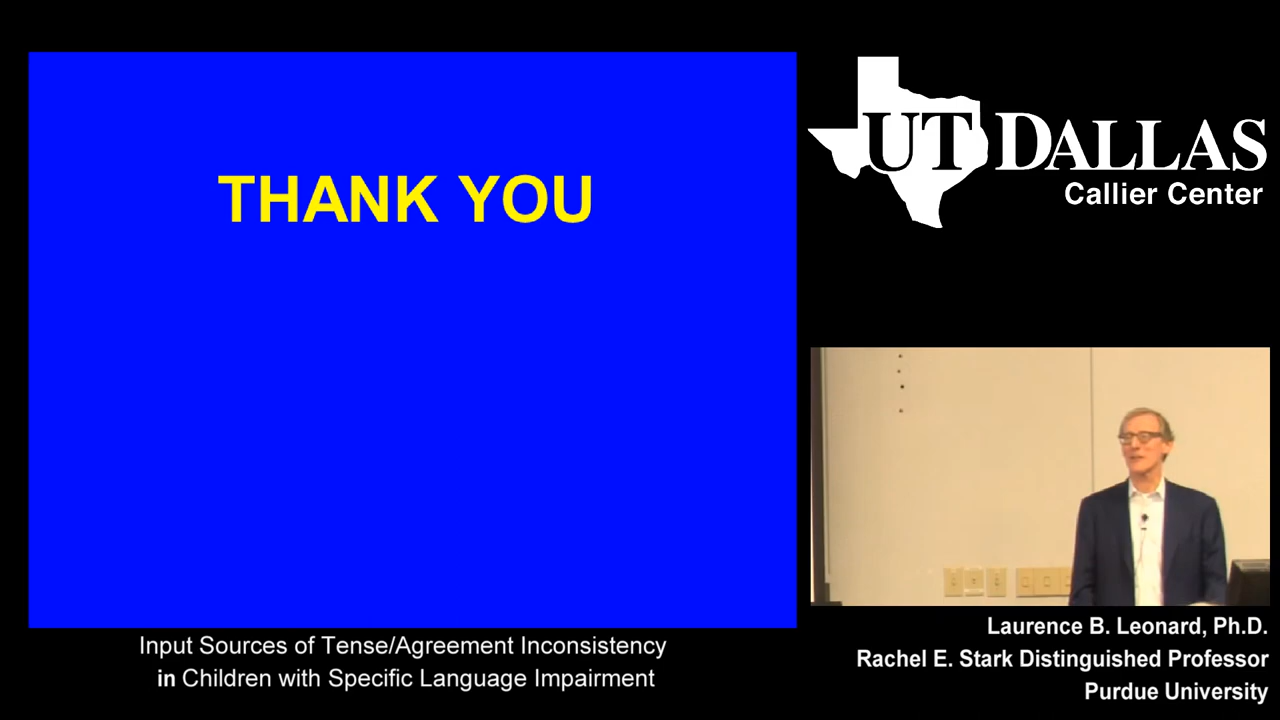 THANK YOU
UT DALLAS
Callier Center
Input Sources of Tense/Agreement Inconsistency
in Children with Specific Language Impairment
Laurence B. Leonard, Ph.D.
Rachel E. Stark Distinguished Professor
Purdue University